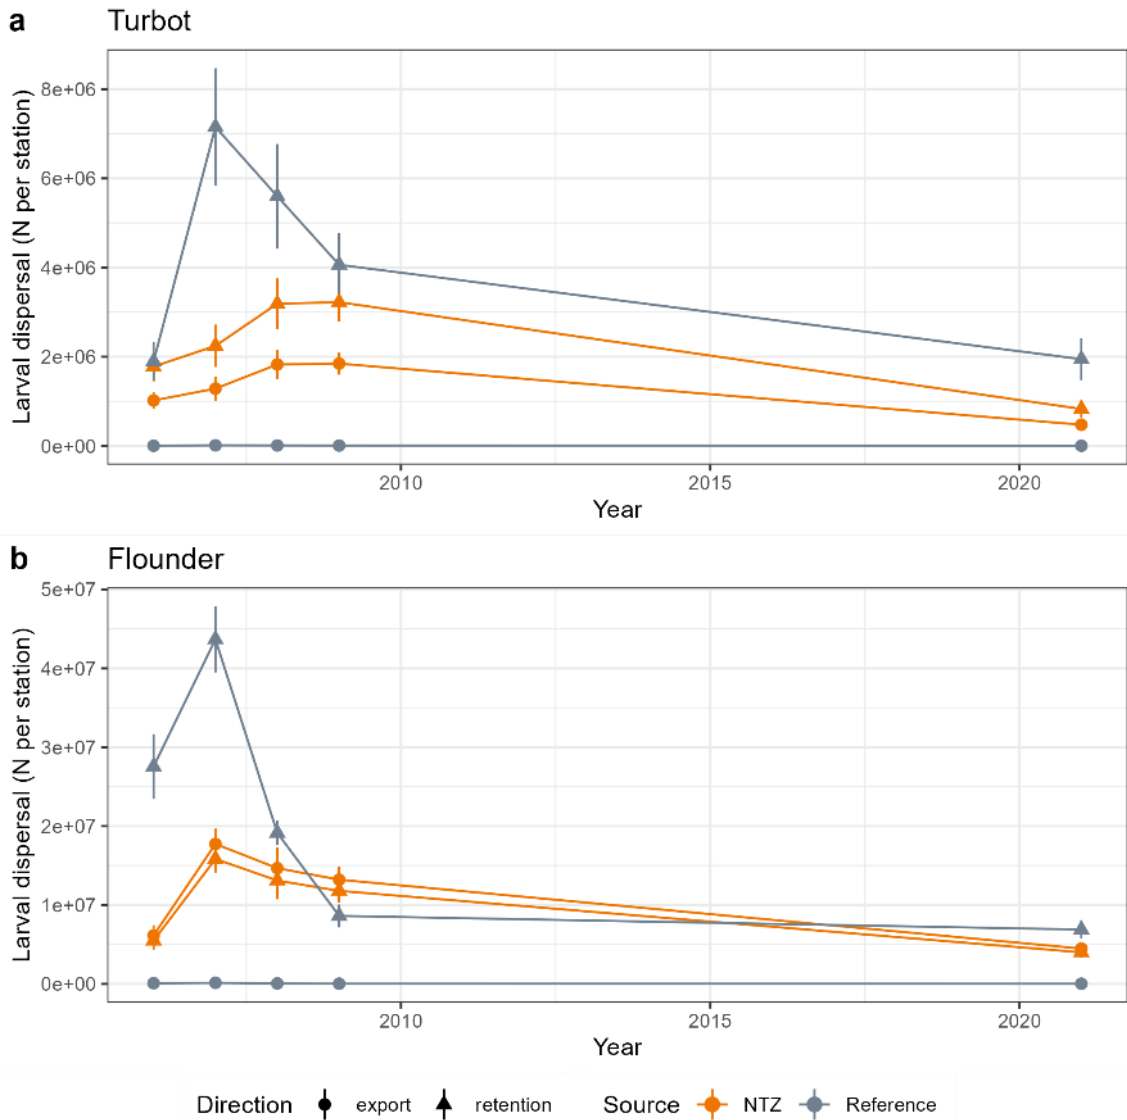 a Turbot
Larval dispersal (N per station)
8e+06
6e+06
4e+06
2e+06
0e+00
2010 2015 2020
Year
b Flounder
Larval dispersal (N per station)
5e+07
4e+07
3e+07
2e+07
1e+07
0e+00
2010 2015 2020
Year
Direction export retention Source NTZ Reference